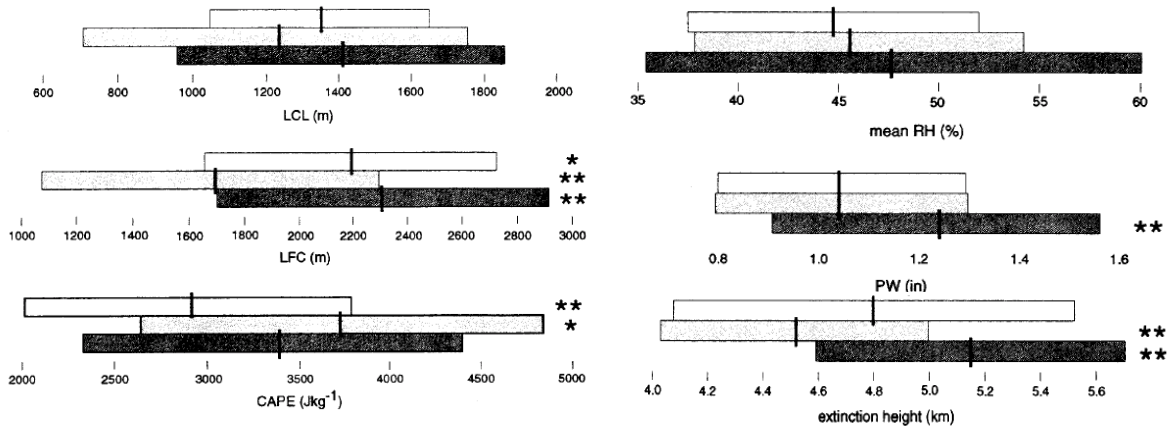 600 800 1000 1200 1400 1600 1800 2000
LCL (m)
*
**
**
1000 1200 1400 1600 1800 2000 2200 2400 2600 2800 3000
LFC (m)
**
*
2000 2500 3000 3500 4000 4500 5000
CAPE (Jkg-1)
35 40 45 50 55 60
mean RH (%)
**
0.8 1.0 1.2 1.4 1.6
PW (in)
**
**
4.0 4.2 4.4 4.6 4.8 5.0 5.2 5.4 5.6
extinction height (km)